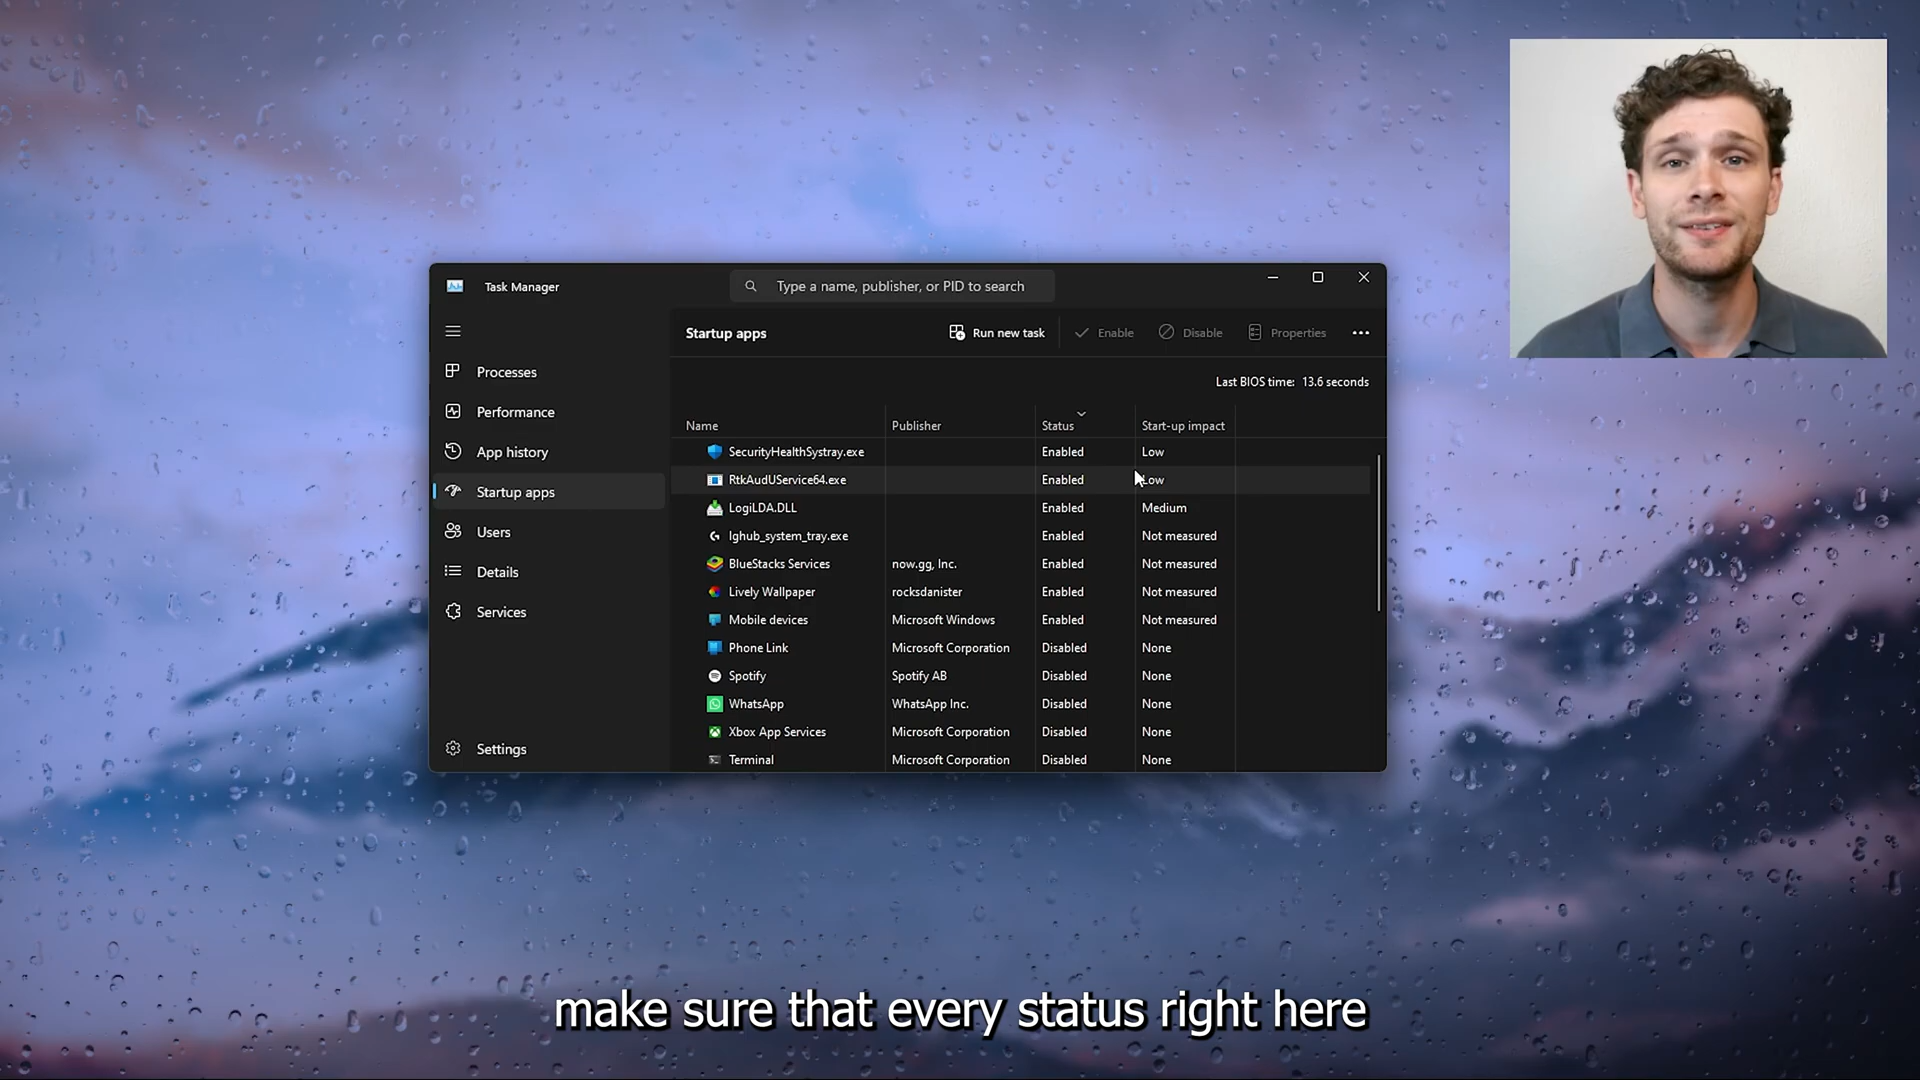 Task Manager
Type a name, publisher, or PID to search
Startup apps
Run new task
Enable
Disable
Properties
Processes
Performance
App history
Startup apps
Users
Details
Services
Settings
Last BIOS time: 13.6 seconds
Name Publisher Status Start-up impact
SecurityHealthSystray.exe Enabled Low
RtkAudUService64.exe Enabled Low
LogiLDA.DLL Enabled Medium
lghub_system_tray.exe Enabled Not measured
BlueStacks Services now.gg, Inc. Enabled Not measured
Lively Wallpaper rocksdanister Enabled Not measured
Mobile devices Microsoft Windows Enabled Not measured
Phone Link Microsoft Corporation Disabled None
Spotify Spotify AB Disabled None
WhatsApp WhatsApp Inc. Disabled None
Xbox App Services Microsoft Corporation Disabled None
Terminal Microsoft Corporation Disabled None
make sure that every status right here